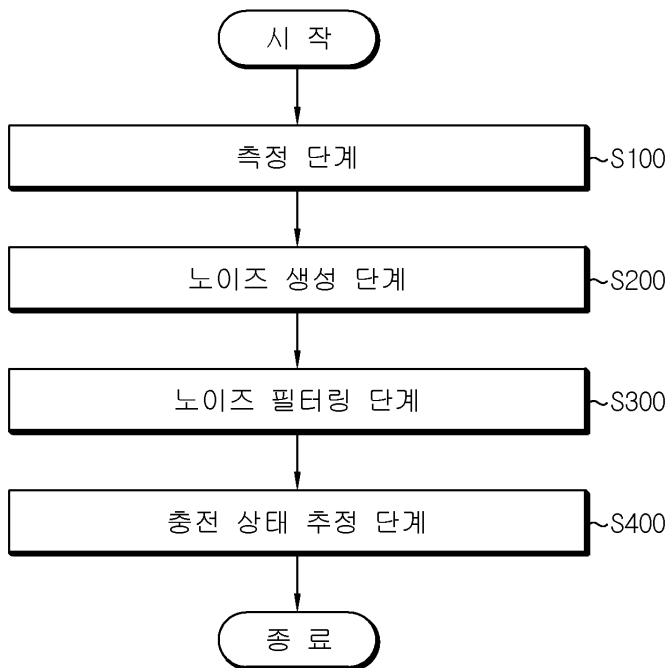 시 작
측정 단계 ~S100
노이즈 생성 단계 ~S200
노이즈 필터링 단계 ~S300
충전 상태 추정 단계 ~S400
종 료